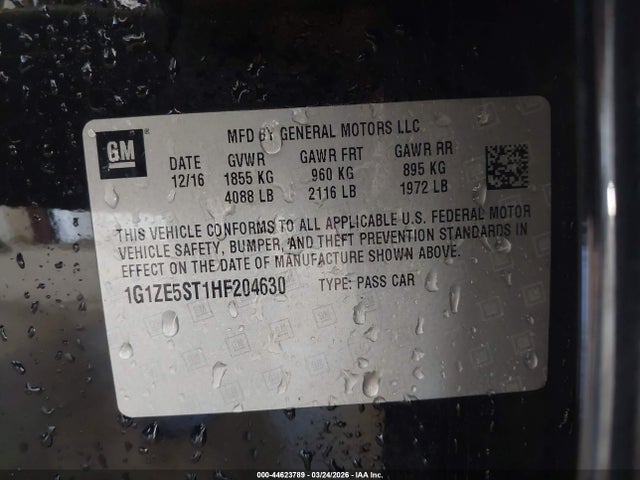 GM ®
MFD BY GENERAL MOTORS LLC
DATE GVWR GAWR FRT GAWR RR
12/16 1855 KG 960 KG 895 KG
4088 LB 2116 LB 1972 LB
THIS VEHICLE CONFORMS TO ALL APPLICABLE U.S. FEDERAL MOTOR
VEHICLE SAFETY, BUMPER, AND THEFT PREVENTION STANDARDS IN
EFFECT ON THE DATE OF MANUFACTURE SHOWN ABOVE.
1G1ZE5ST1HF204630 TYPE: PASS CAR
000-44623789 - 03/24/2026 - IAA Inc.